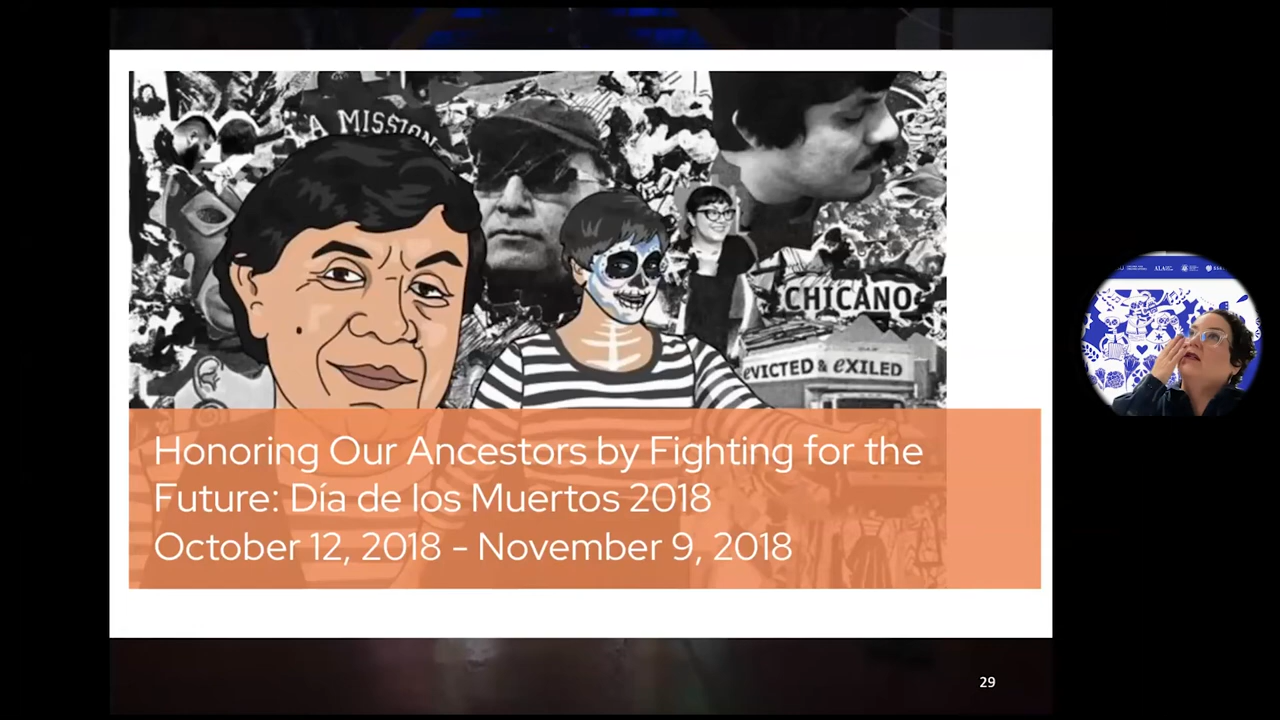 LA MISSION
CHICANO
eVICTED & eXILED
Honoring Our Ancestors by Fighting for the
Future: Día de los Muertos 2018
October 12, 2018 – November 9, 2018
29